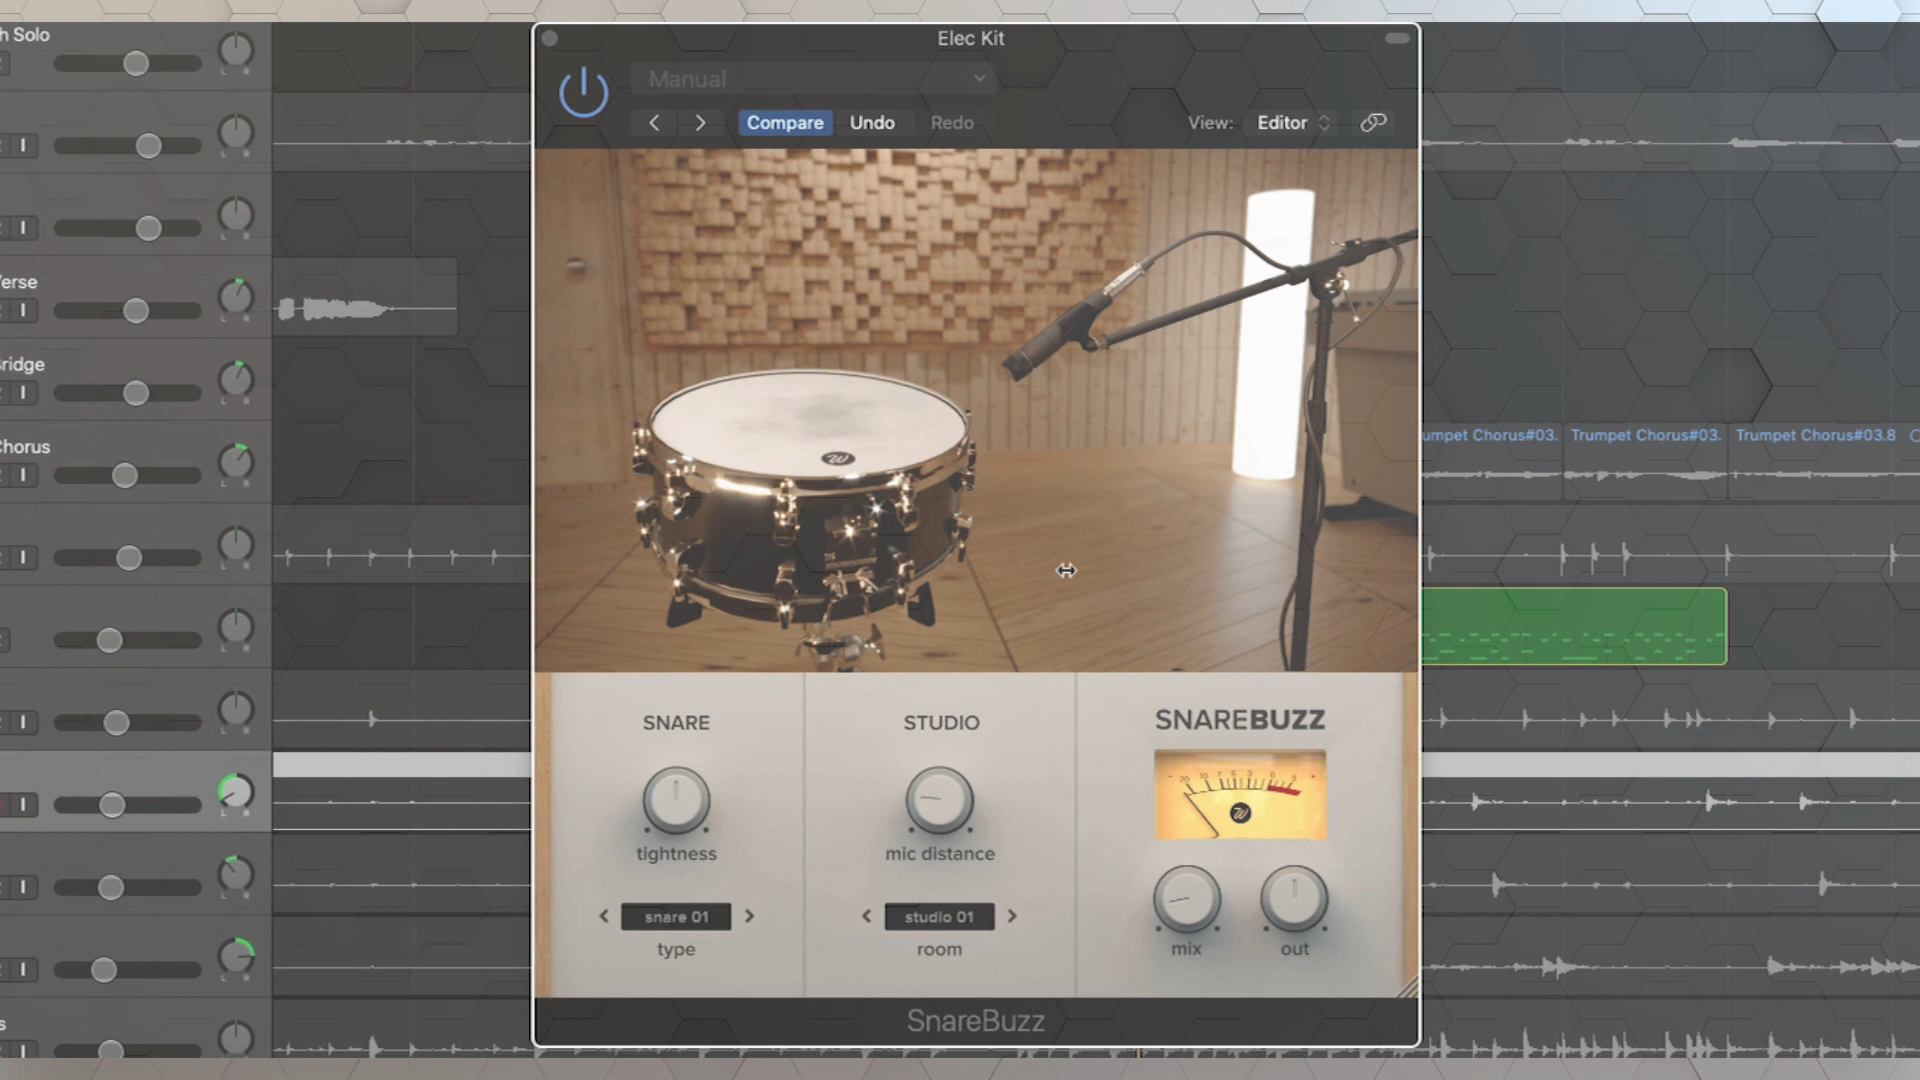 h Solo
Elec Kit
Manual
Compare Undo Redo View: Editor
I
I
erse
I
ridge
I
Chorus
I
umpet Chorus#03. Trumpet Chorus#03. Trumpet Chorus#03.8
I
I
I
I
I
s
I
SNARE STUDIO SNAREBUZZ
tightness mic distance
snare 01 studio 01
type room mix out
SnareBuzz